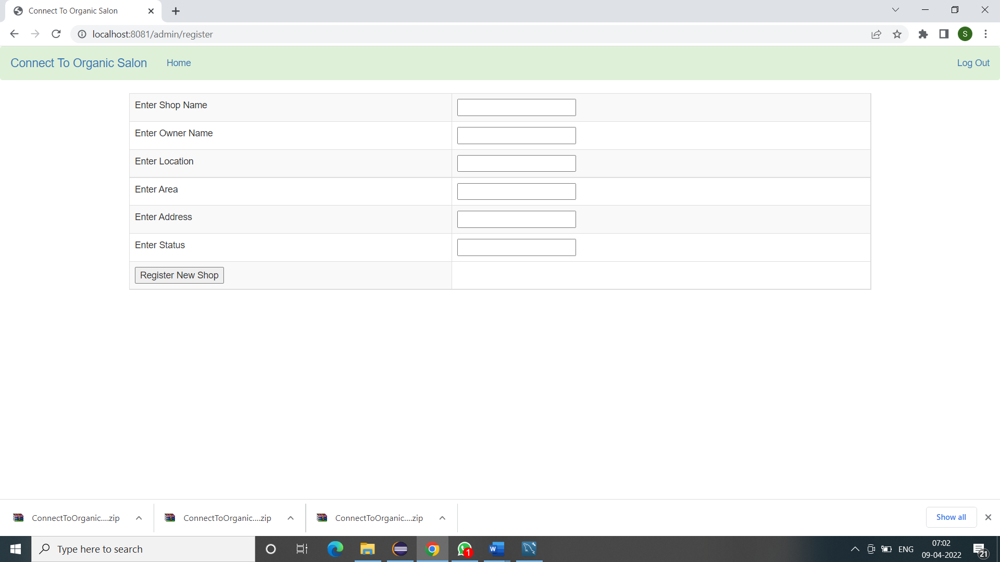 Connect To Organic Salon
localhost:8081/admin/register
S
Connect To Organic Salon Home Log Out
Enter Shop Name
Enter Owner Name
Enter Location
Enter Area
Enter Address
Enter Status
Register New Shop
ConnectToOrganic....zip ConnectToOrganic....zip ConnectToOrganic....zip Show all
Type here to search
1
W
ENG
07:02
09-04-2022
21